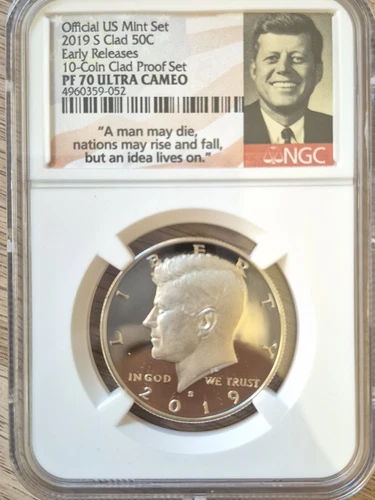 Official US Mint Set
2019 S Clad 50C
Early Releases
10-Coin Clad Proof Set
PF 70 ULTRA CAMEO
4960359-052
“A man may die,
nations may rise and fall,
but an idea lives on.”
NGC
LIBERTY
IN GOD WE TRUST
S
2019